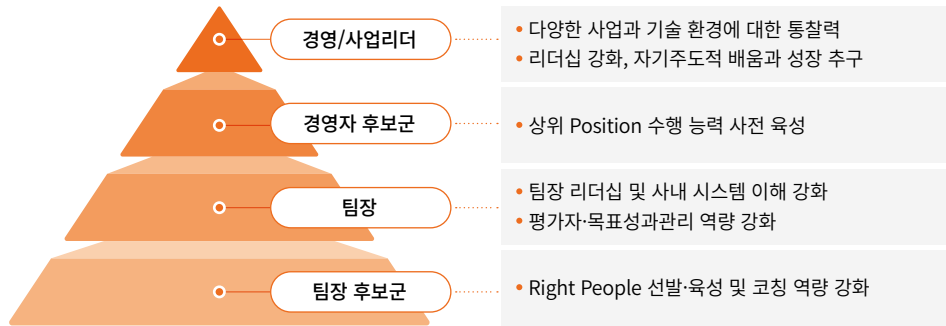 경영/사업리더
• 다양한 사업과 기술 환경에 대한 통찰력
• 리더십 강화, 자기주도적 배움과 성장 추구
경영자 후보군
• 상위 Position 수행 능력 사전 육성
팀장
• 팀장 리더십 및 사내 시스템 이해 강화
• 평가자·목표성과관리 역량 강화
팀장 후보군
• Right People 선발·육성 및 코칭 역량 강화